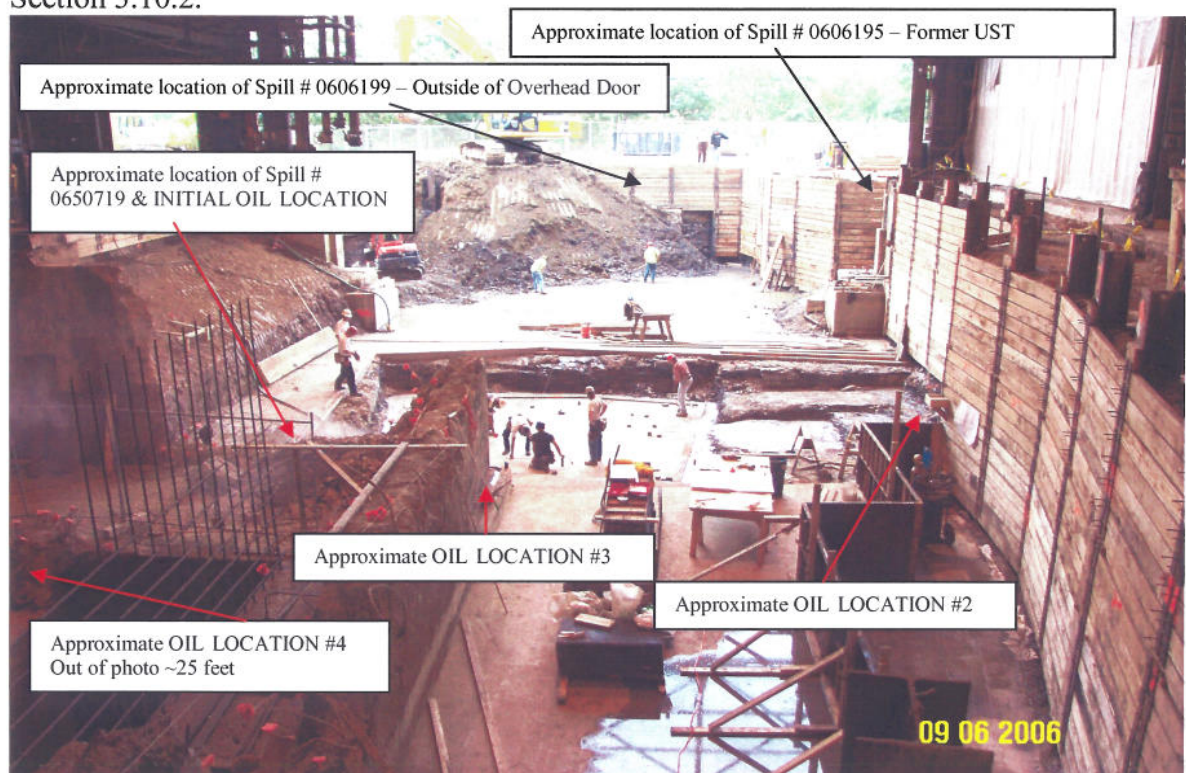 Section 3.10.2.
Approximate location of Spill # 0606195 – Former UST
Approximate location of Spill # 0606199 – Outside of Overhead Door
Approximate location of Spill #
0650719 & INITIAL OIL LOCATION
Approximate OIL LOCATION #3
Approximate OIL LOCATION #2
Approximate OIL LOCATION #4
Out of photo ~25 feet
09 06 2006